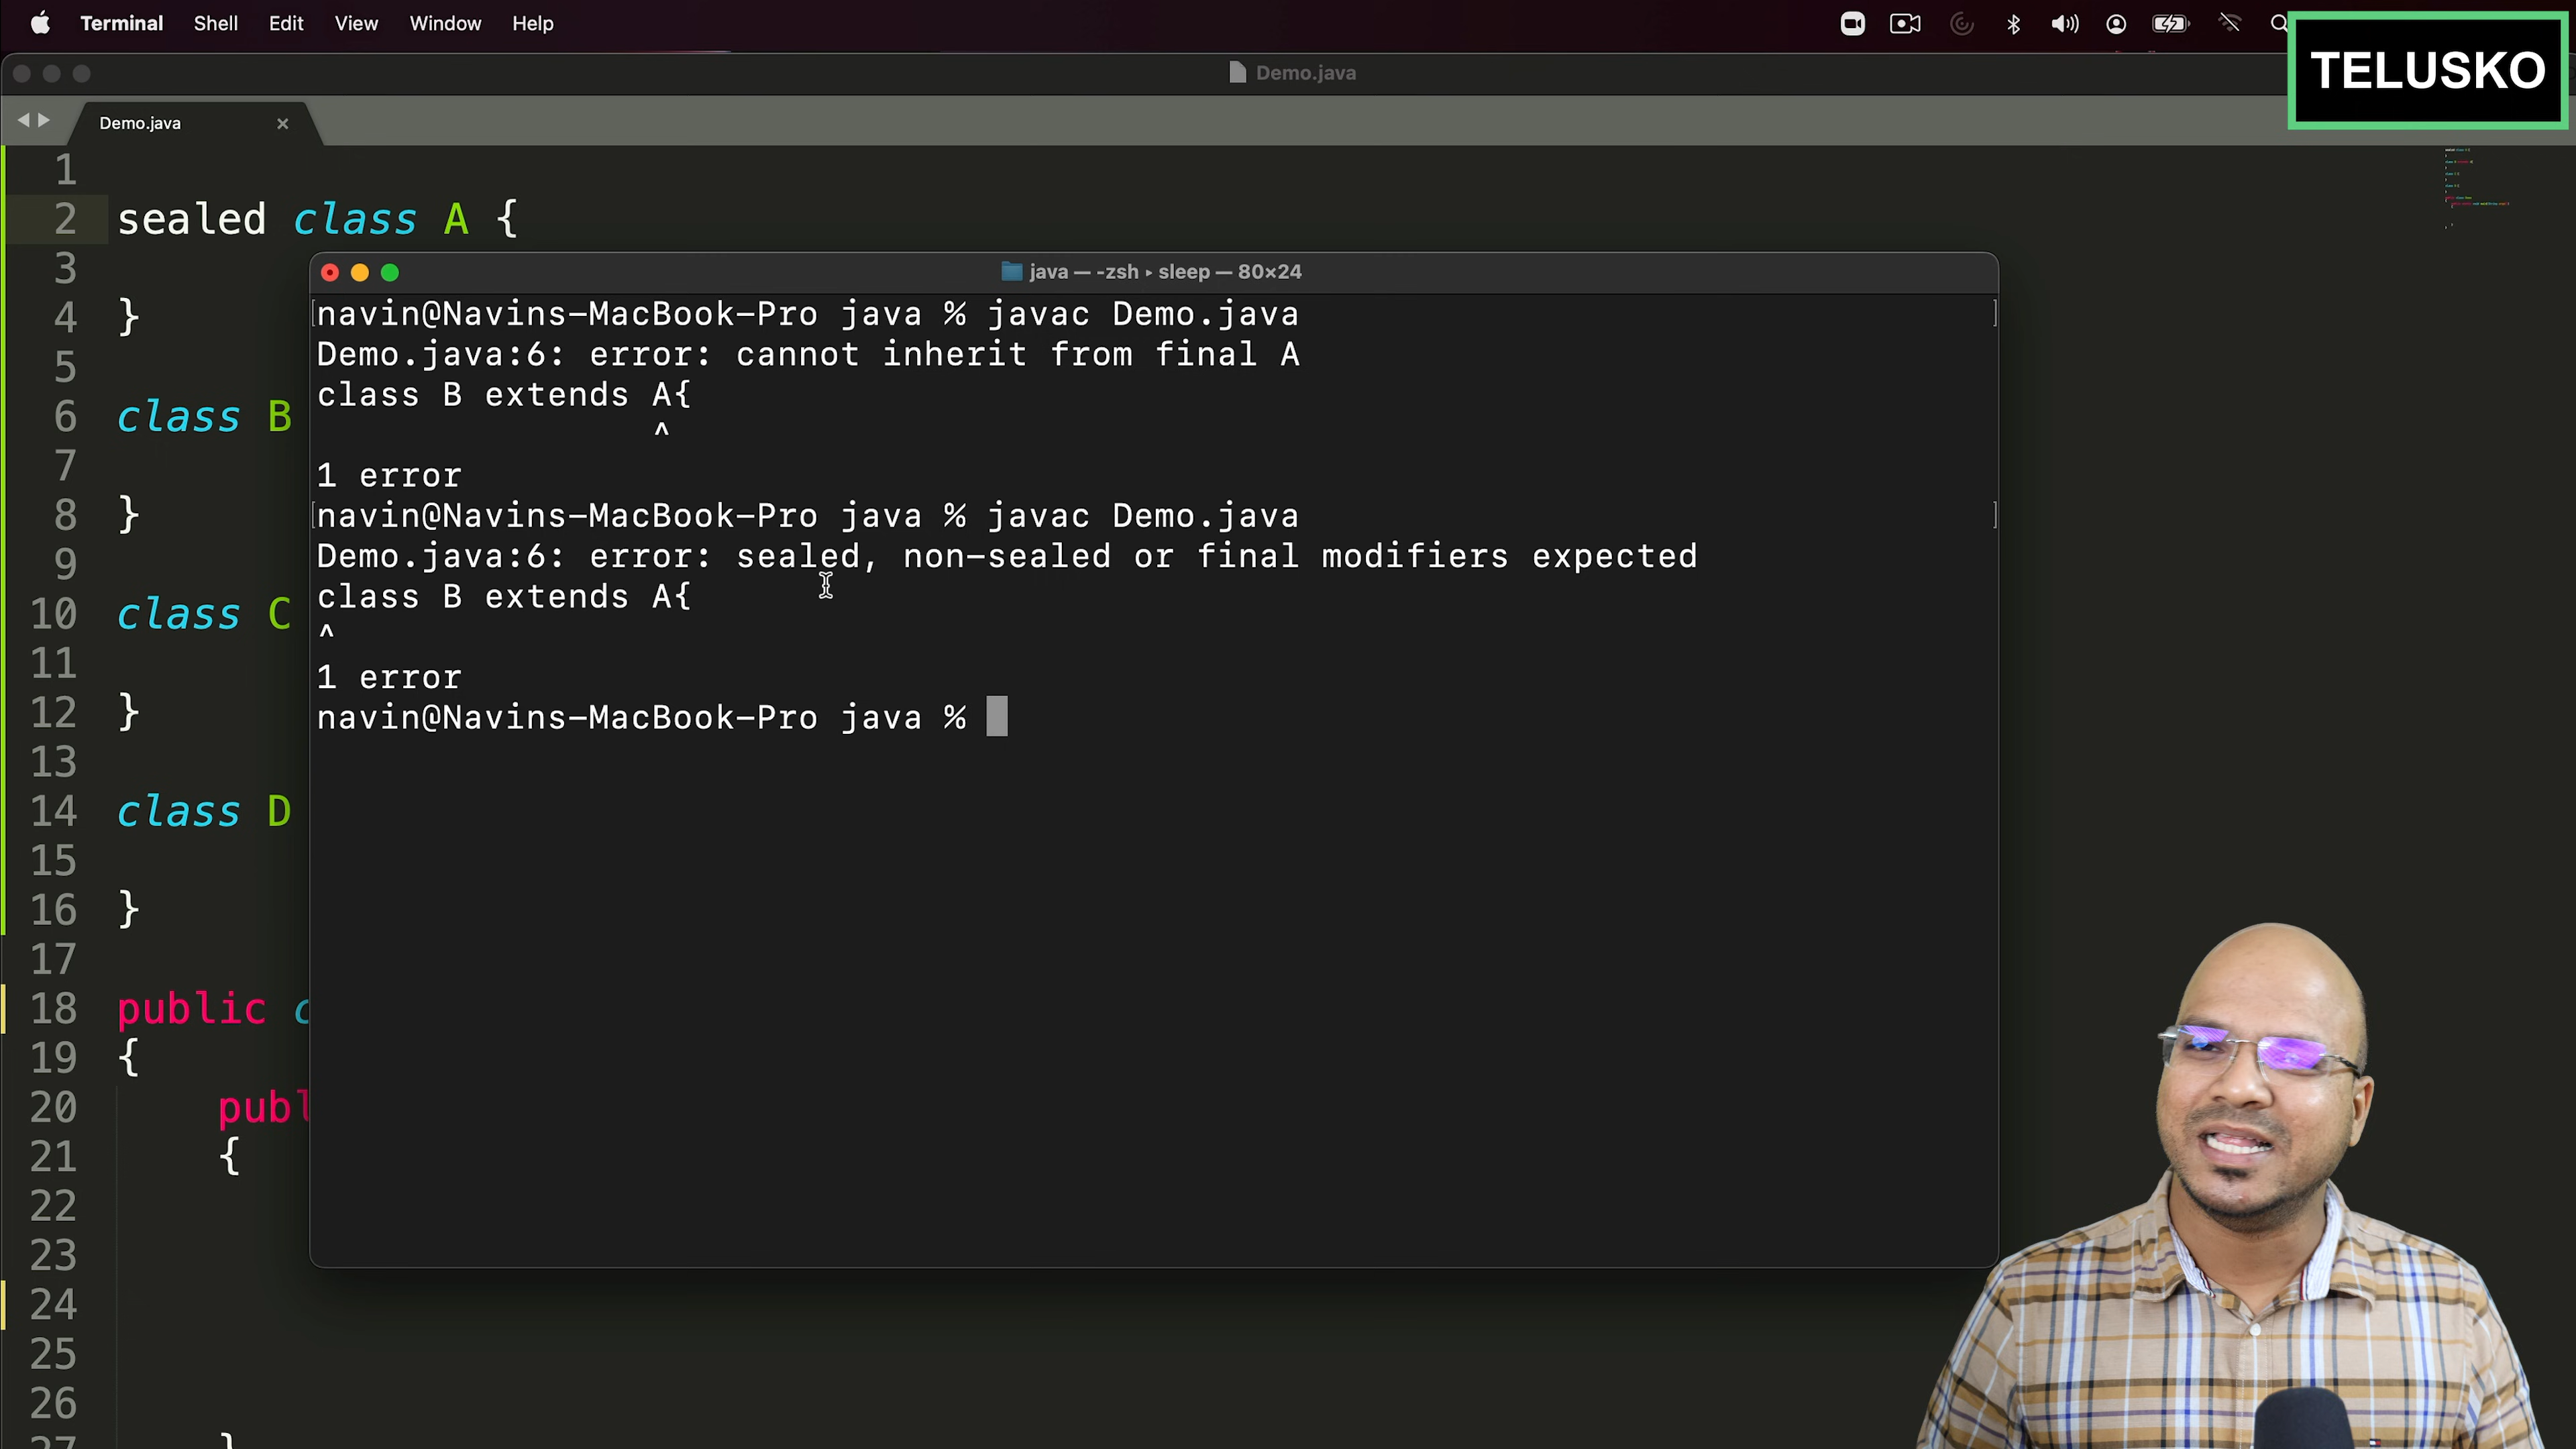 Terminal Shell Edit View Window Help
TELUSKO
Demo.java
Demo.java
1
2 sealed class A {
3
4 }
5
6 class B
7
8 }
9
10 class C
11
12 }
13
14 class D
15
16 }
17
18 public c
19 {
20 publ
21 {
22
23
24
25
26
27 }
java — -zsh ▸ sleep — 80×24
navin@Navins-MacBook-Pro java % javac Demo.java
Demo.java:6: error: cannot inherit from final A
class B extends A{
^
1 error
navin@Navins-MacBook-Pro java % javac Demo.java
Demo.java:6: error: sealed, non-sealed or final modifiers expected
class B extends A{
^
1 error
navin@Navins-MacBook-Pro java %